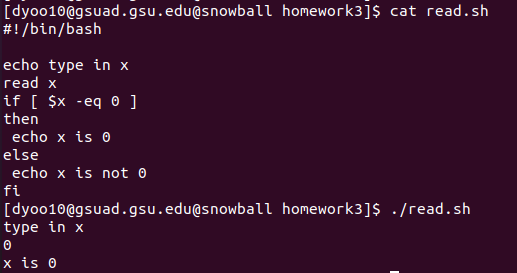 [dyoo10@gsuad.gsu.edu@snowball homework3]$ cat read.sh
#!/bin/bash

echo type in x
read x
if [ $x -eq 0 ]
then
 echo x is 0
else
 echo x is not 0
fi
[dyoo10@gsuad.gsu.edu@snowball homework3]$ ./read.sh
type in x
0
x is 0